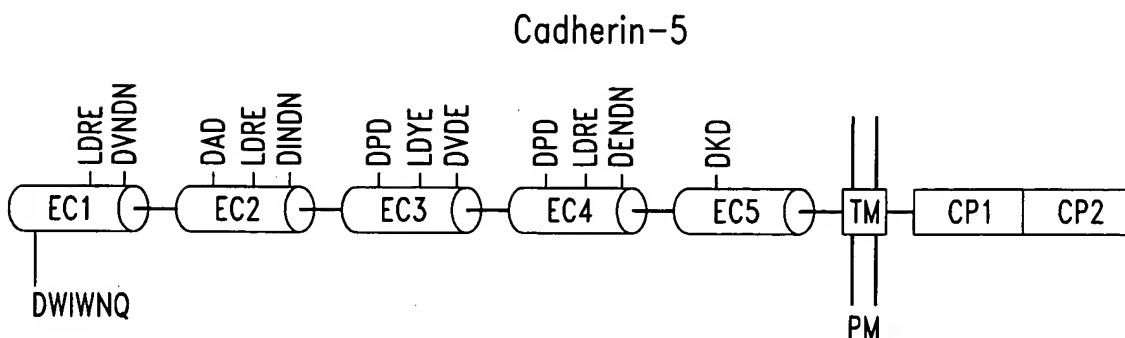 Cadherin-5
LDRE
DVNDN
DAD
LDRE
DINDN
DPD
LDYE
DVDE
DPD
LDRE
DENDN
DKD
EC1
EC2
EC3
EC4
EC5
TM
CP1
CP2
DWIWNQ
PM